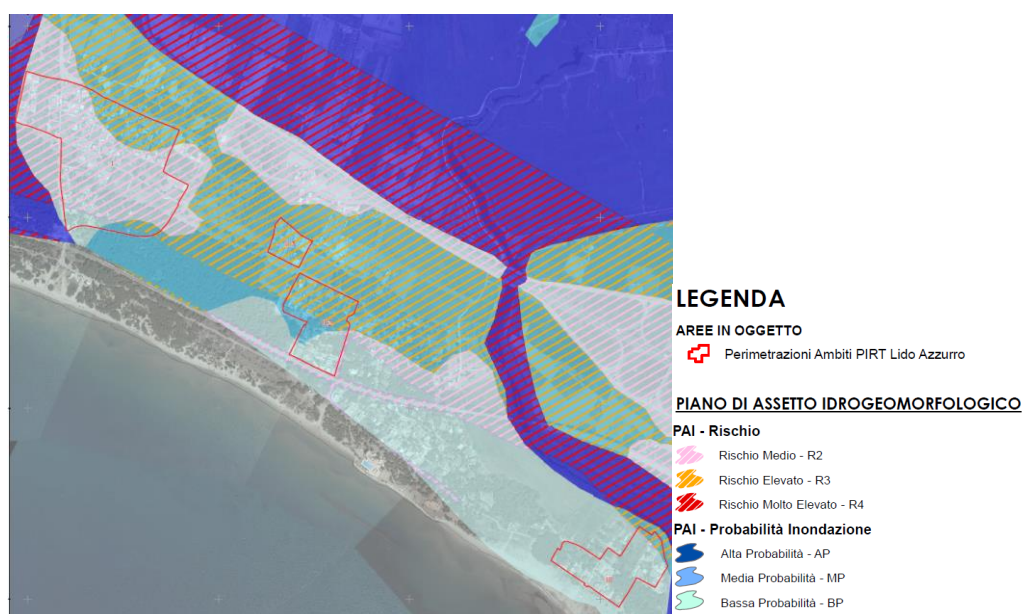 LEGENDA
AREE IN OGGETTO
Perimetrazioni Ambiti PIRT Lido Azzurro
PIANO DI ASSETTO IDROGEOMORFOLOGICO
PAI - Rischio
Rischio Medio - R2
Rischio Elevato - R3
Rischio Molto Elevato - R4
PAI - Probabilità Inondazione
Alta Probabilità - AP
Media Probabilità - MP
Bassa Probabilità - BP